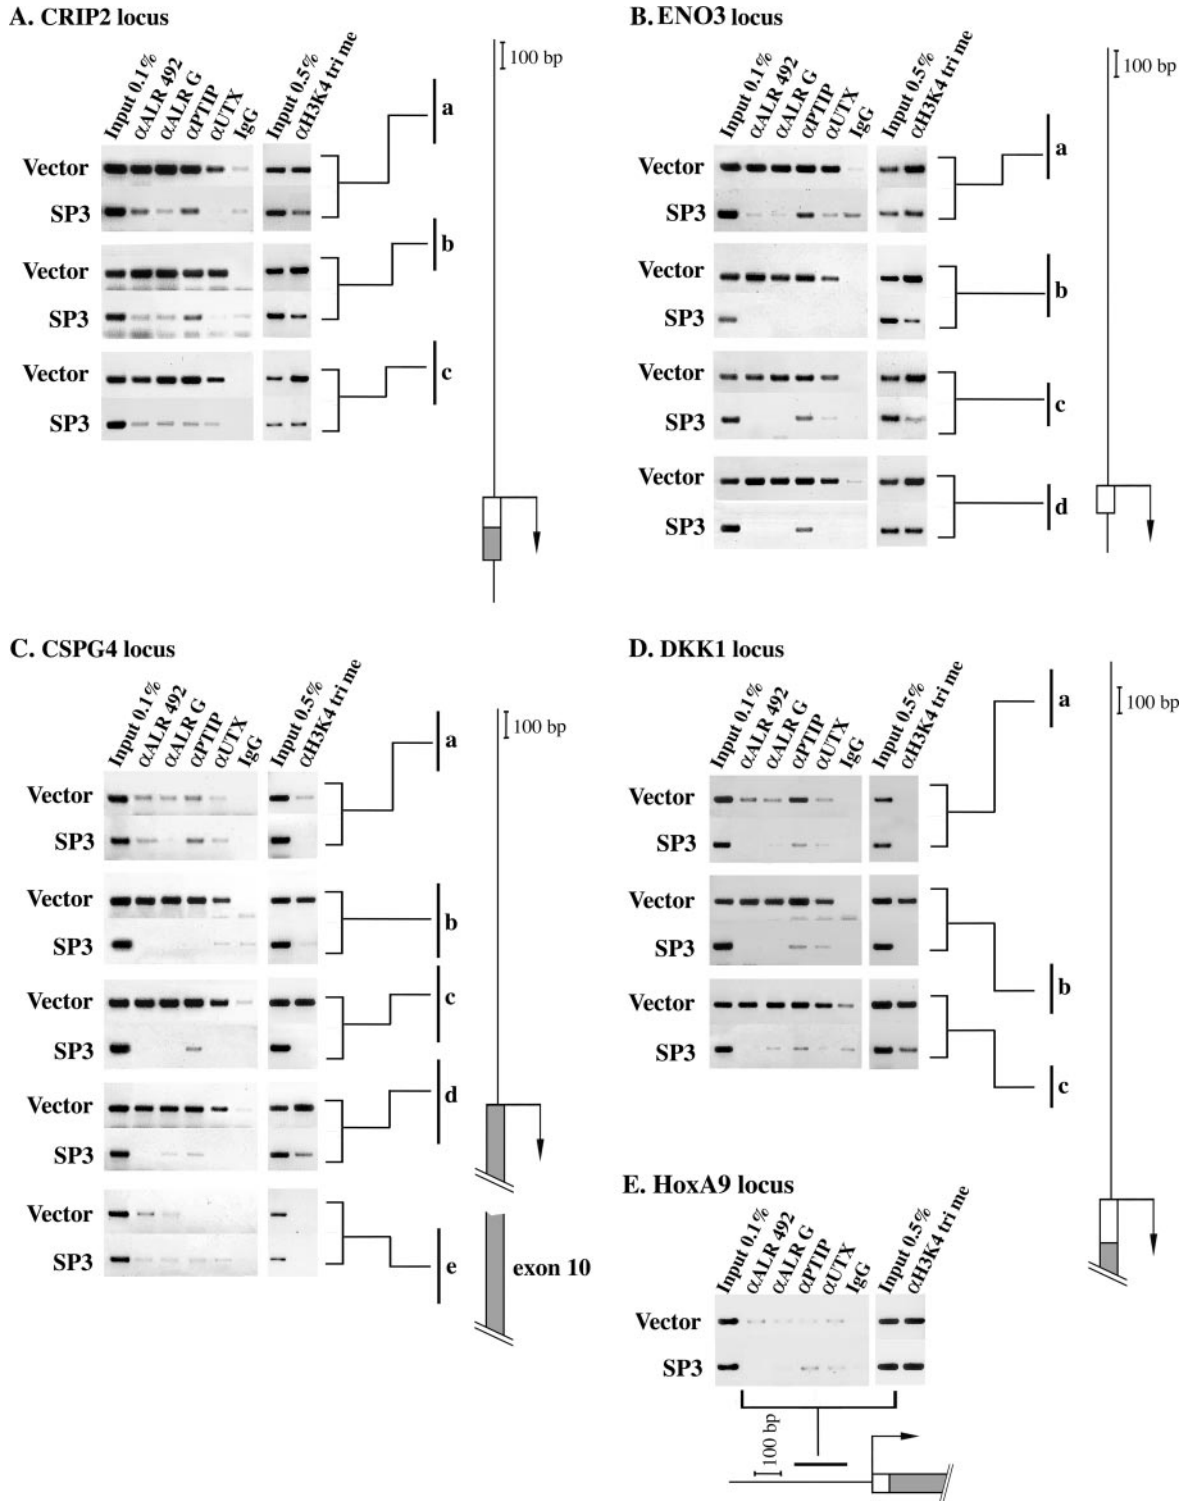 A. CRIP2 locus
Input 0.1%
αALR 492
αALR G
αPTIP
αUTX
IgG
Input 0.5%
αH3K4 tri me
100 bp
Vector
SP3
a
Vector
SP3
b
Vector
SP3
c
B. ENO3 locus
Input 0.1%
αALR 492
αALR G
αPTIP
αUTX
IgG
Input 0.5%
αH3K4 tri me
100 bp
Vector
SP3
a
Vector
SP3
b
Vector
SP3
c
Vector
SP3
d
C. CSPG4 locus
Input 0.1%
αALR 492
αALR G
αPTIP
αUTX
IgG
Input 0.5%
αH3K4 tri me
100 bp
Vector
SP3
a
Vector
SP3
b
Vector
SP3
c
Vector
SP3
d
Vector
SP3
e
exon 10
D. DKK1 locus
Input 0.1%
αALR 492
αALR G
αPTIP
αUTX
IgG
Input 0.5%
αH3K4 tri me
100 bp
Vector
SP3
a
Vector
SP3
b
Vector
SP3
c
E. HoxA9 locus
Input 0.1%
αALR 492
αALR G
αPTIP
αUTX
IgG
Input 0.5%
αH3K4 tri me
Vector
SP3
100 bp